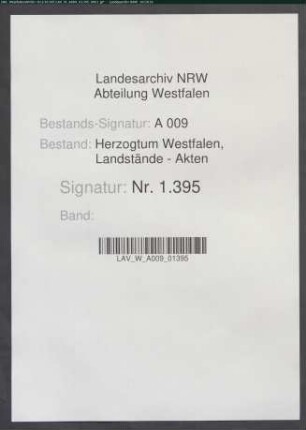 Landesarchiv NRW
Abteilung Westfalen
Bestands-Signatur: A 009
Bestand: Herzogtum Westfalen,
Landstände - Akten
Signatur: Nr. 1.395
Band:
LAV_W_A009_01395